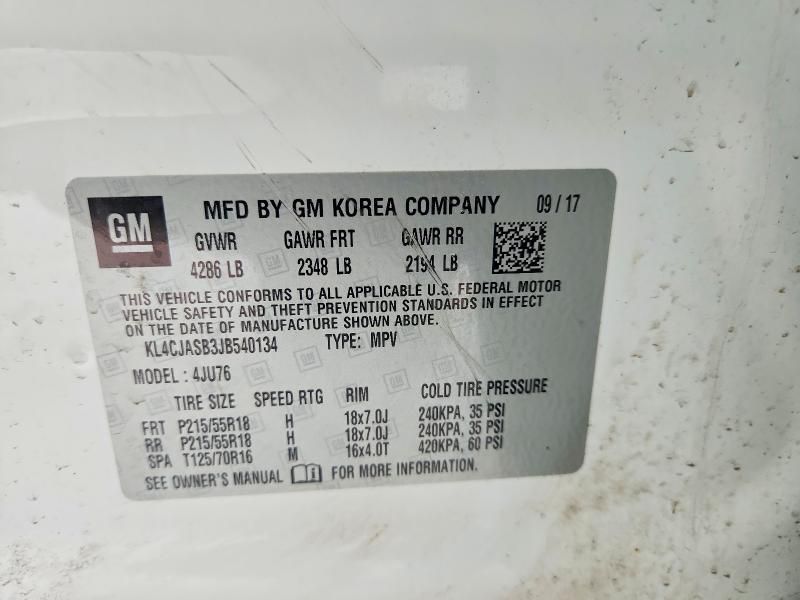 GM
MFD BY GM KOREA COMPANY 09/17
GVWR GAWR FRT GAWR RR
4286 LB 2348 LB 2194 LB
THIS VEHICLE CONFORMS TO ALL APPLICABLE U.S. FEDERAL MOTOR
VEHICLE SAFETY AND THEFT PREVENTION STANDARDS IN EFFECT
ON THE DATE OF MANUFACTURE SHOWN ABOVE.
KL4CJASB3JB540134 TYPE: MPV
MODEL: 4JU76
TIRE SIZE SPEED RTG RIM COLD TIRE PRESSURE
FRT P215/55R18 H 18x7.0J 240KPA, 35 PSI
RR P215/55R18 H 18x7.0J 240KPA, 35 PSI
SPA T125/70R16 M 16x4.0T 420KPA, 60 PSI
SEE OWNER'S MANUAL FOR MORE INFORMATION.